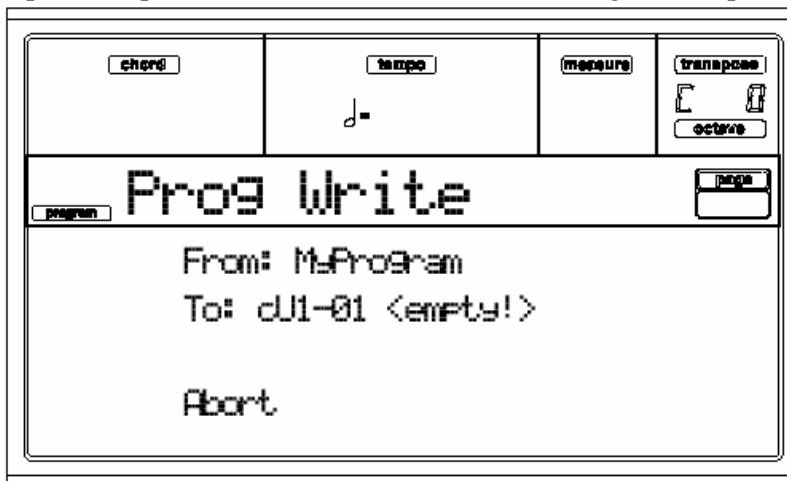 chord tempo measure transpose
♩= C 0
octave
program Prog Write page
From: MyProgram
To: cU1-01 <empty!>
Abort